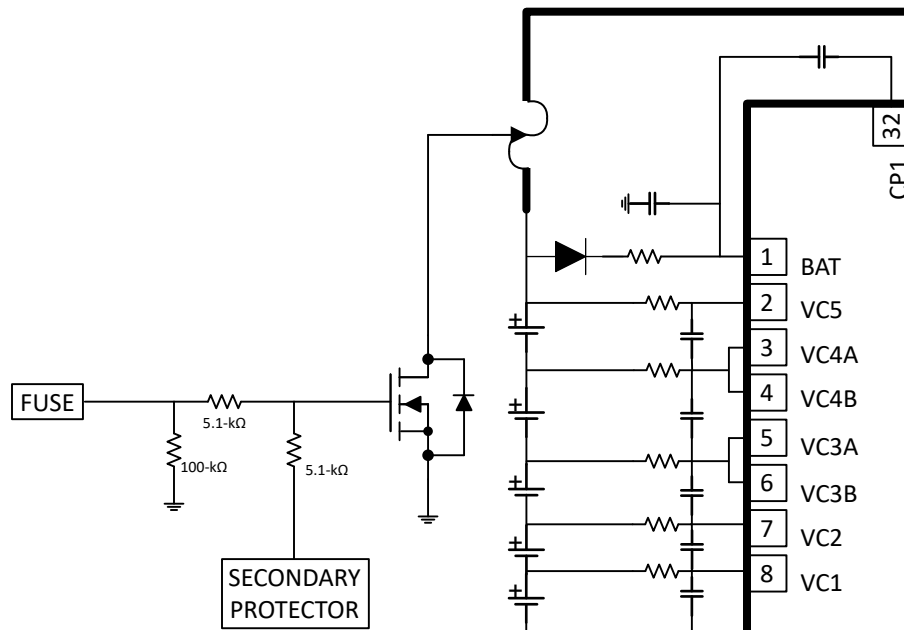 32
CP1
1 BAT
2 VC5
3 VC4A
4 VC4B
5 VC3A
6 VC3B
7 VC2
8 VC1
+
+
+
+
+
FUSE
5.1-kΩ
100-kΩ
5.1-kΩ
SECONDARY
PROTECTOR